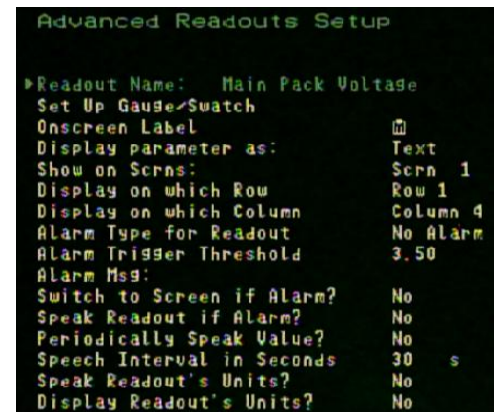 Advanced Readouts Setup
Readout Name: Main Pack Voltage
Set Up Gauge/Swatch
Onscreen Label
Display parameter as: Text
Show on Scrns: Scrn 1
Display on which Row Row 1
Display on which Column Column 4
Alarm Type for Readout No Alarm
Alarm Trigger Threshold 3.50
Alarm Msg:
Switch to Screen if Alarm? No
Speak Readout if Alarm? No
Periodically Speak Value? No
Speech Interval in Seconds 30 s
Speak Readout's Units? No
Display Readout's Units? No